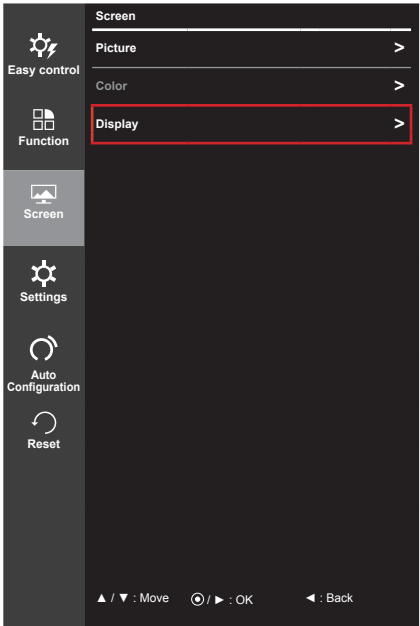 Screen
Easy control
Picture >
Color >
Function
Display >
Screen
Settings
Auto
Configuration
Reset
▲ / ▼ : Move ⦿ / ► : OK ◄ : Back